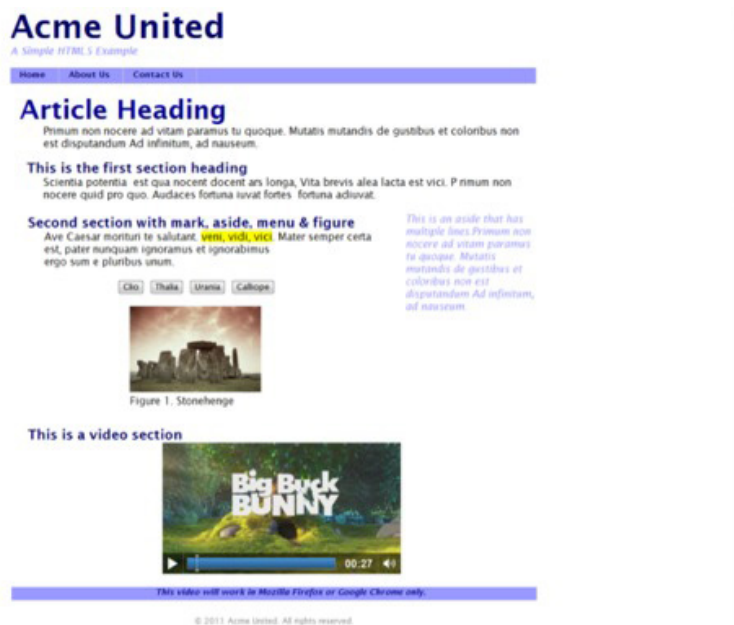 Acme United
A Simple HTML5 Example
Home About Us Contact Us
Article Heading
Primum non nocere ad vitam paramus tu quoque. Mutatis mutandis de gustibus et coloribus non
est disputandum Ad infinitum, ad nauseum.
This is the first section heading
Scientia potentia est qua nocent docent ars longa, Vita brevis alea lacta est vici. P rimum non
nocere quid pro quo. Audaces fortuna iuvat fortes fortuna adiuvat.
Second section with mark, aside, menu & figure
Ave Caesar morituri te salutant. veni, vidi, vici. Mater semper certa
est, pater nunquam ignoramus et ignorabimus
ergo sum e pluribus unum.
This is an aside that has
multiple lines.Primum non
nocere ad vitam paramus
tu quoque. Mutatis
mutandis de gustibus et
coloribus non est
disputandum Ad infinitum,
ad nauseum.
Clio Thalia Urania Calliope
Figure 1. Stonehenge
This is a video section
Big Buck
BUNNY
00:27
This video will work in Mozilla Firefox or Google Chrome only.
© 2011 Acme United. All rights reserved.